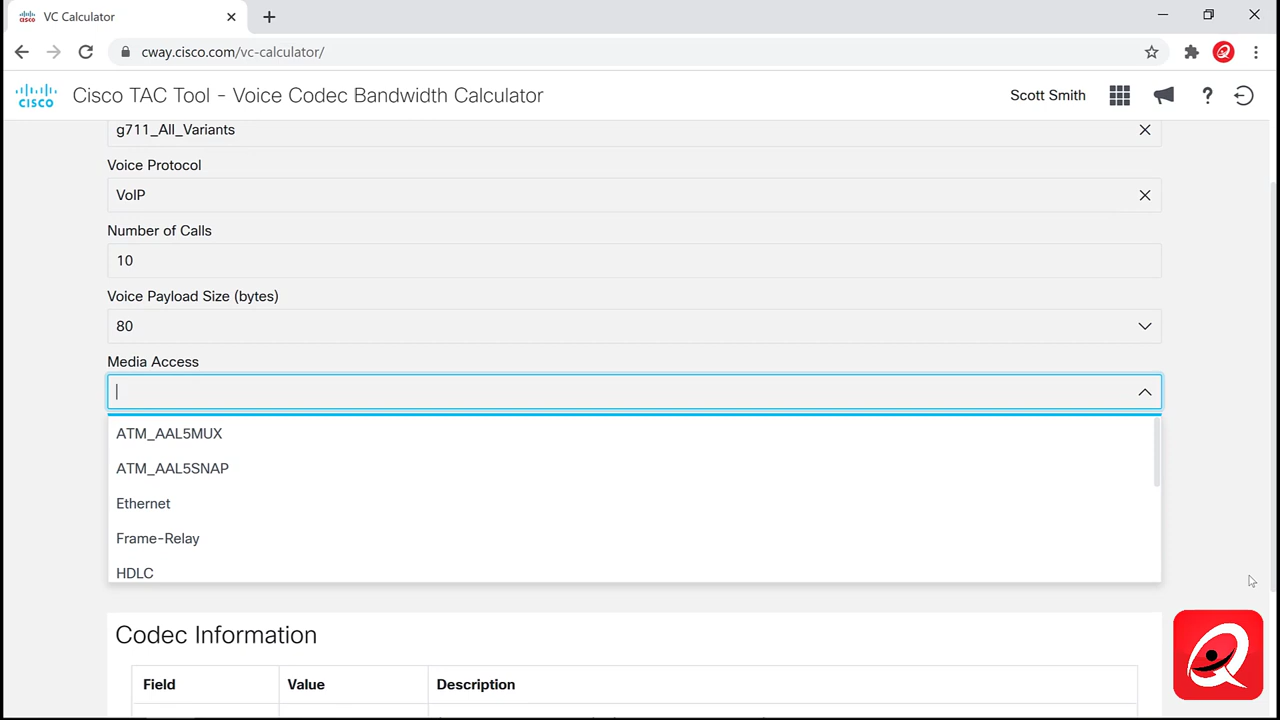 VC Calculator
cway.cisco.com/vc-calculator/
CISCO Cisco TAC Tool - Voice Codec Bandwidth Calculator Scott Smith ?
g711_All_Variants
Voice Protocol
VoIP
Number of Calls
10
Voice Payload Size (bytes)
80
Media Access
ATM_AAL5MUX
ATM_AAL5SNAP
Ethernet
Frame-Relay
HDLC
Codec Information
Field Value Description